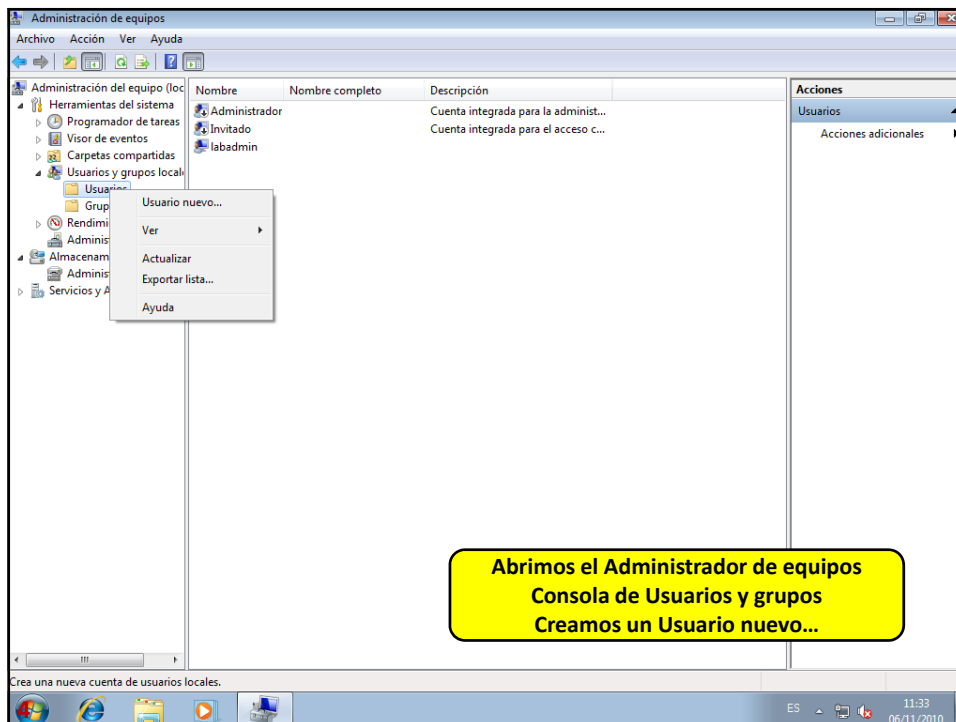 Administración de equipos
Archivo Acción Ver Ayuda
Administración del equipo (loc
Herramientas del sistema
Programador de tareas
Visor de eventos
Carpetas compartidas
Usuarios y grupos local
Usuarios
Grup
Rendimi
Adminis
Almacenam
Adminis
Servicios y A
Usuario nuevo...
Ver
Actualizar
Exportar lista...
Ayuda
Nombre Nombre completo Descripción
Administrador Cuenta integrada para la administ...
Invitado Cuenta integrada para el acceso c...
labadmin
Acciones
Usuarios
Acciones adicionales
Abrimos el Administrador de equipos
Consola de Usuarios y grupos
Creamos un Usuario nuevo…
Crea una nueva cuenta de usuarios locales.
ES
11:33
06/11/2010